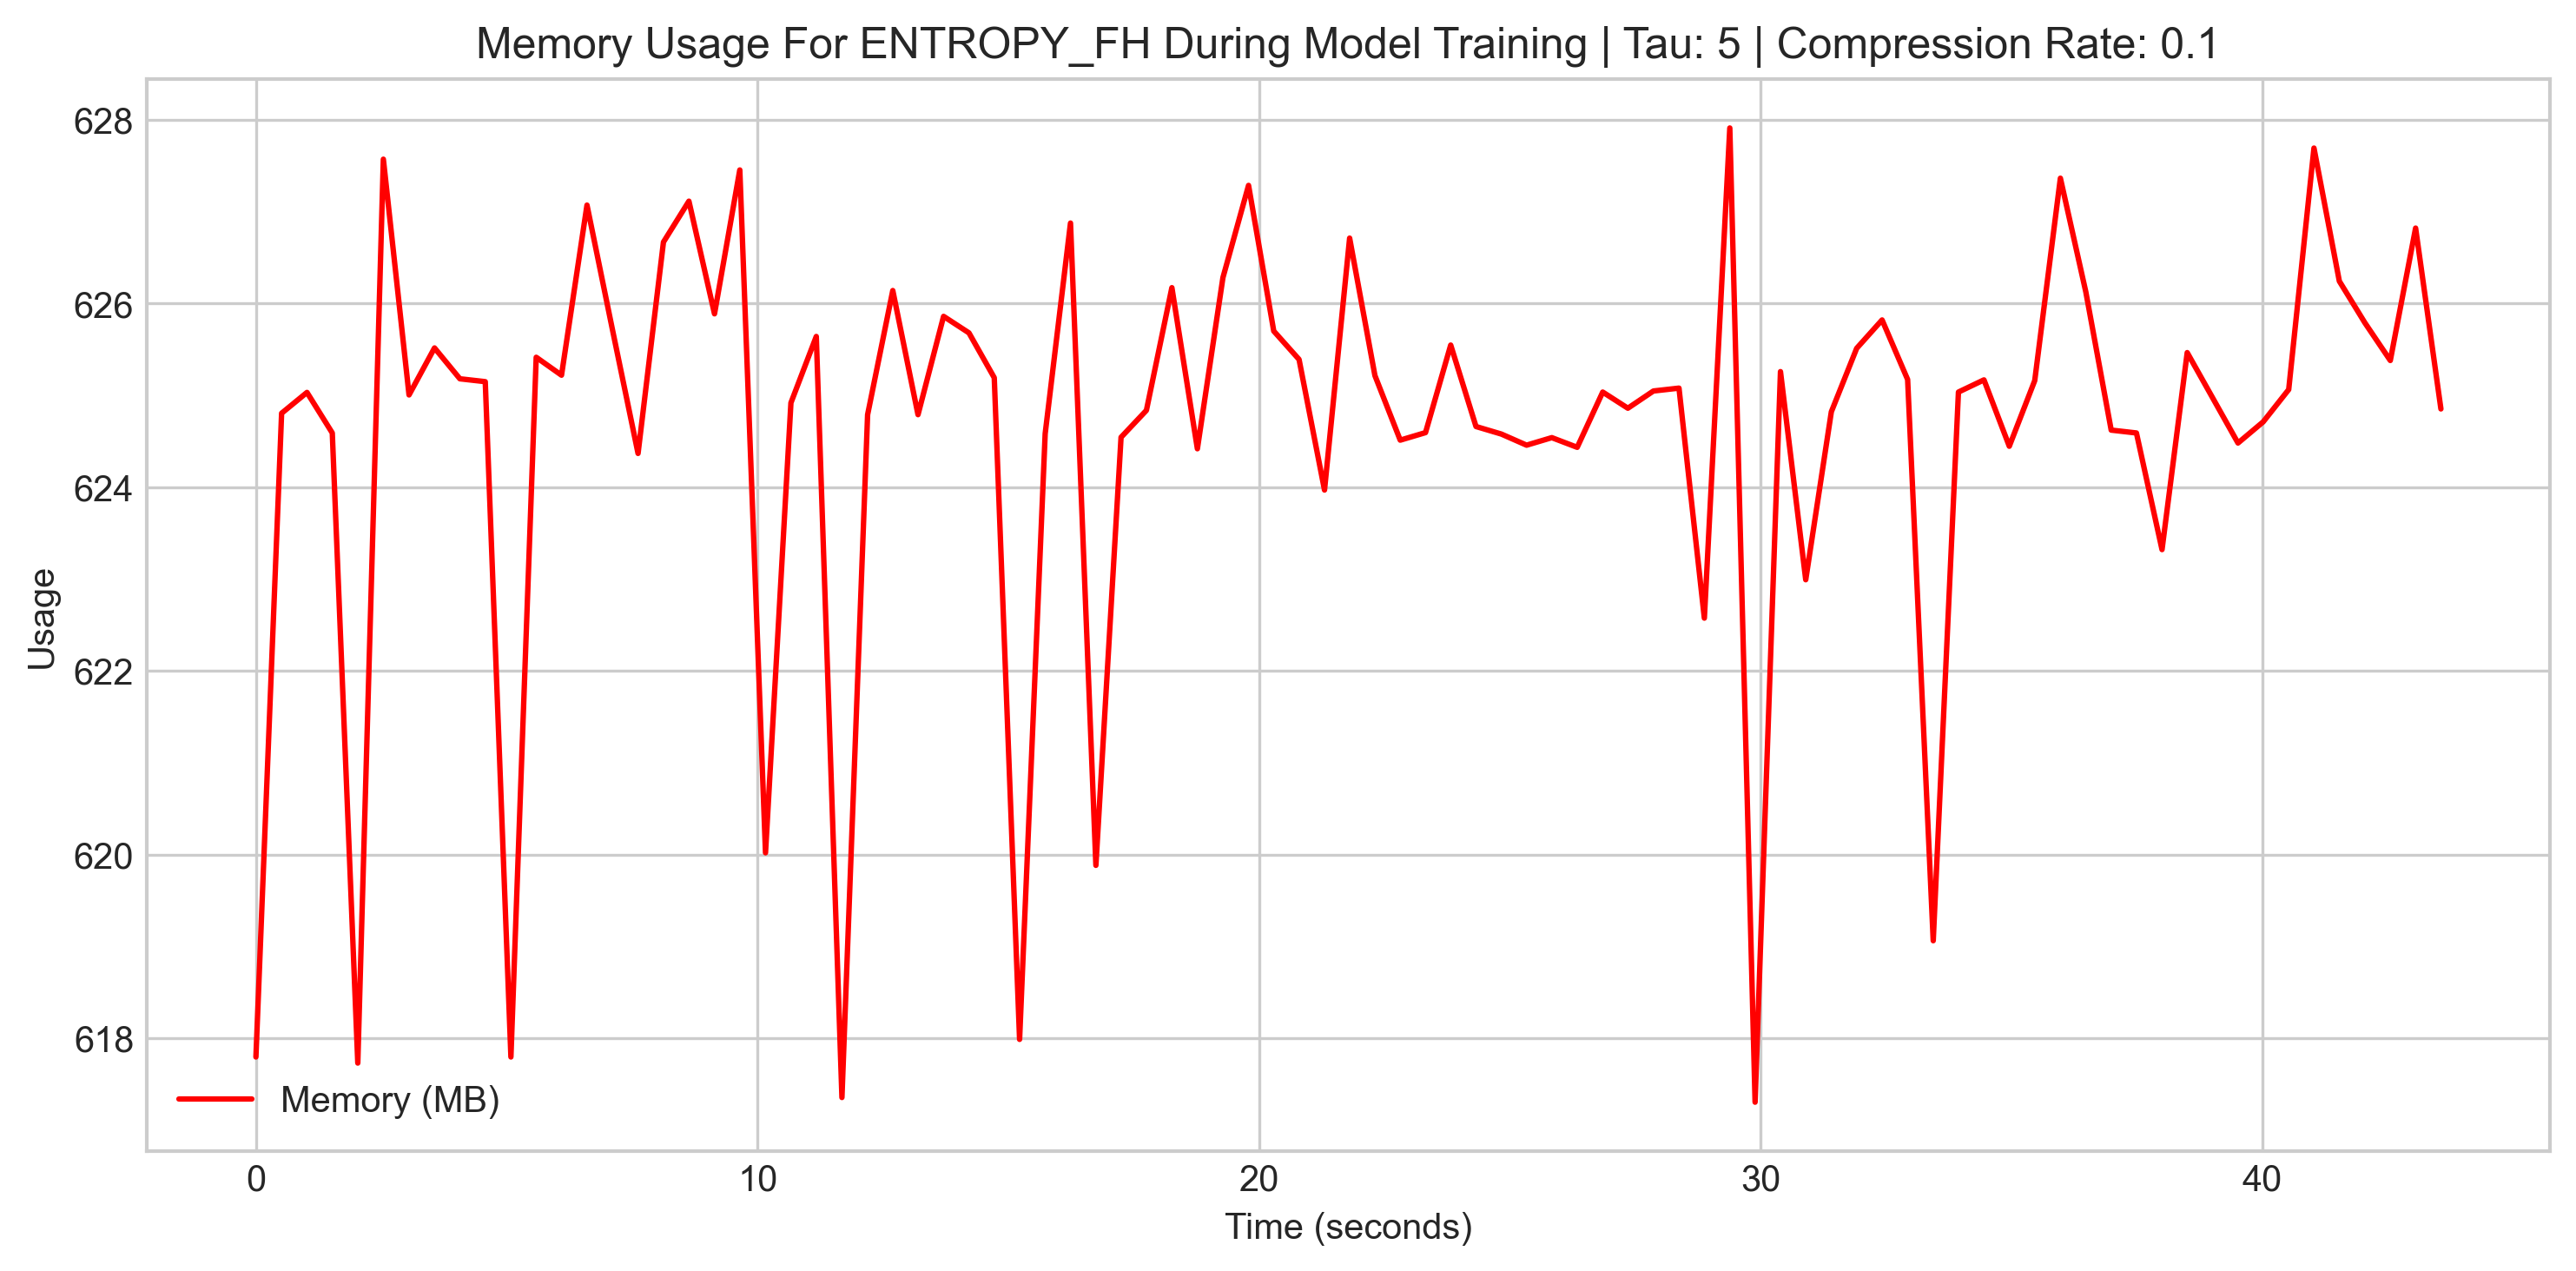 Memory Usage For ENTROPY_FH During Model Training | Tau: 5 | Compression Rate: 0.1
628
626
624
622
620
618
Usage
Memory (MB)
0 10 20 30 40
Time (seconds)